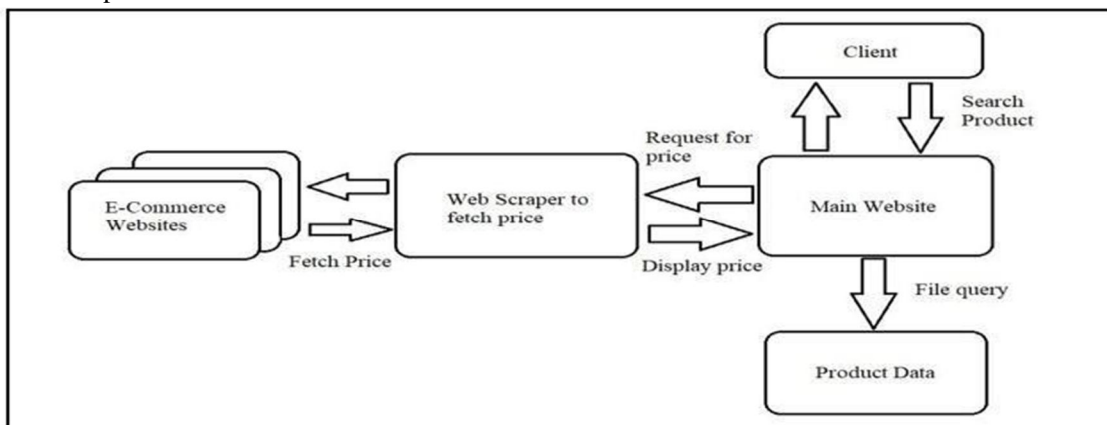 Client
Search
Product
Request for
price
E-Commerce
Websites
Web Scraper to
fetch price
Main Website
Fetch Price
Display price
File query
Product Data